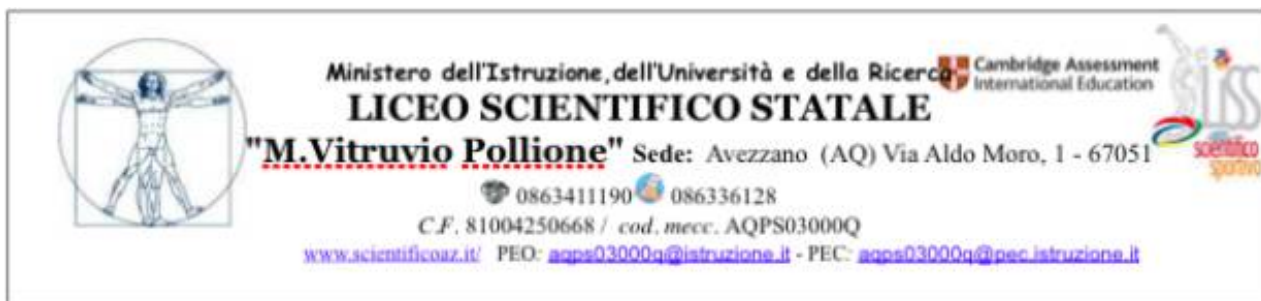 Ministero dell'Istruzione, dell'Università e della Ricerca
Cambridge Assessment
International Education
LICEO SCIENTIFICO STATALE
"M.Vitruvio Pollione" Sede: Avezzano (AQ) Via Aldo Moro, 1 - 67051
0863411190 086336128
C.F. 81004250668 / cod. mecc. AQPS03000Q
www.scientificoaz.it/ PEO: aqps03000q@istruzione.it - PEC: aqps03000q@pec.istruzione.it
LiSS
scientifico
sportivo